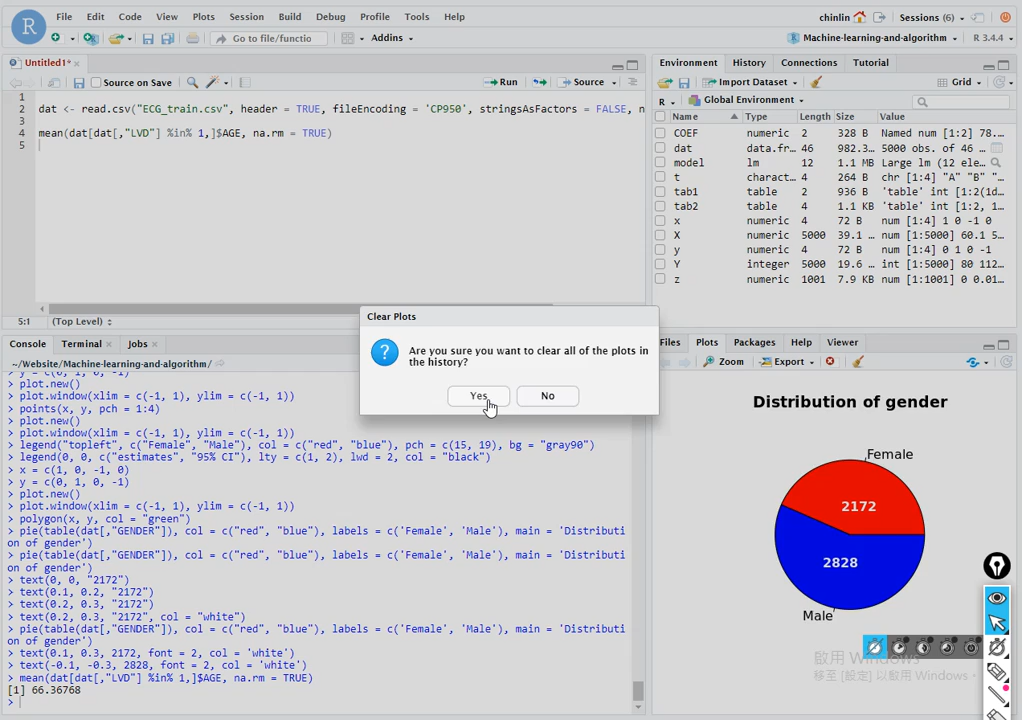 File Edit Code View Plots Session Build Debug Profile Tools Help
chinlin Sessions (6)
Go to file/functio Addins Machine-learning-and-algorithm R 3.4.4
Untitled1*
Source on Save Run Source
1
2 dat <- read.csv("ECG_train.csv", header = TRUE, fileEncoding = 'CP950', stringsAsFactors = FALSE, n
3
4 mean(dat[dat[,"LVD"] %in% 1,]$AGE, na.rm = TRUE)
5
5:1 (Top Level)
Environment History Connections Tutorial
Import Dataset Grid
R Global Environment
Name Type Length Size Value
COEF numeric 2 328 B Named num [1:2] 78.…
dat data.fr… 46 982.3… 5000 obs. of 46 …
model lm 12 1.1 MB Large lm (12 ele…
t charact… 4 264 B chr [1:4] "A" "B" "…
tab1 table 2 936 B 'table' int [1:2(1d…
tab2 table 4 1.1 KB 'table' int [1:2, 1…
x numeric 4 72 B num [1:4] 1 0 -1 0
X numeric 5000 39.1 … num [1:5000] 60.1 5…
y numeric 4 72 B num [1:4] 0 1 0 -1
Y integer 5000 19.6 … int [1:5000] 80 112…
z numeric 1001 7.9 KB num [1:1001] 0 0.01…
Clear Plots
Are you sure you want to clear all of the plots in
the history?
Yes No
Console Terminal Jobs
~/Website/Machine-learning-and-algorithm/
y = c(0, 1, 0, -1)
> plot.new()
> plot.window(xlim = c(-1, 1), ylim = c(-1, 1))
> points(x, y, pch = 1:4)
> plot.new()
> plot.window(xlim = c(-1, 1), ylim = c(-1, 1))
> legend("topleft", c("Female", "Male"), col = c("red", "blue"), pch = c(15, 19), bg = "gray90")
> legend(0, 0, c("estimates", "95% CI"), lty = c(1, 2), lwd = 2, col = "black")
> x = c(1, 0, -1, 0)
> y = c(0, 1, 0, -1)
> plot.new()
> plot.window(xlim = c(-1, 1), ylim = c(-1, 1))
> polygon(x, y, col = "green")
> pie(table(dat[,"GENDER"]), col = c("red", "blue"), labels = c('Female', 'Male'), main = 'Distributi
on of gender')
> pie(table(dat[,"GENDER"]), col = c("red", "blue"), labels = c('Female', 'Male'), main = 'Distributi
on of gender')
> text(0, 0, "2172")
> text(0.1, 0.2, "2172")
> text(0.2, 0.3, "2172")
> text(0.2, 0.3, "2172", col = "white")
> pie(table(dat[,"GENDER"]), col = c("red", "blue"), labels = c('Female', 'Male'), main = 'Distributi
on of gender')
> text(0.1, 0.3, 2172, font = 2, col = 'white')
> text(-0.1, -0.3, 2828, font = 2, col = 'white')
> mean(dat[dat[,"LVD"] %in% 1,]$AGE, na.rm = TRUE)
[1] 66.36768
>
Files Plots Packages Help Viewer
Zoom Export
Distribution of gender
Female
2172
2828
Male
啟用 Windows
移至 [設定] 以啟用 Windows。